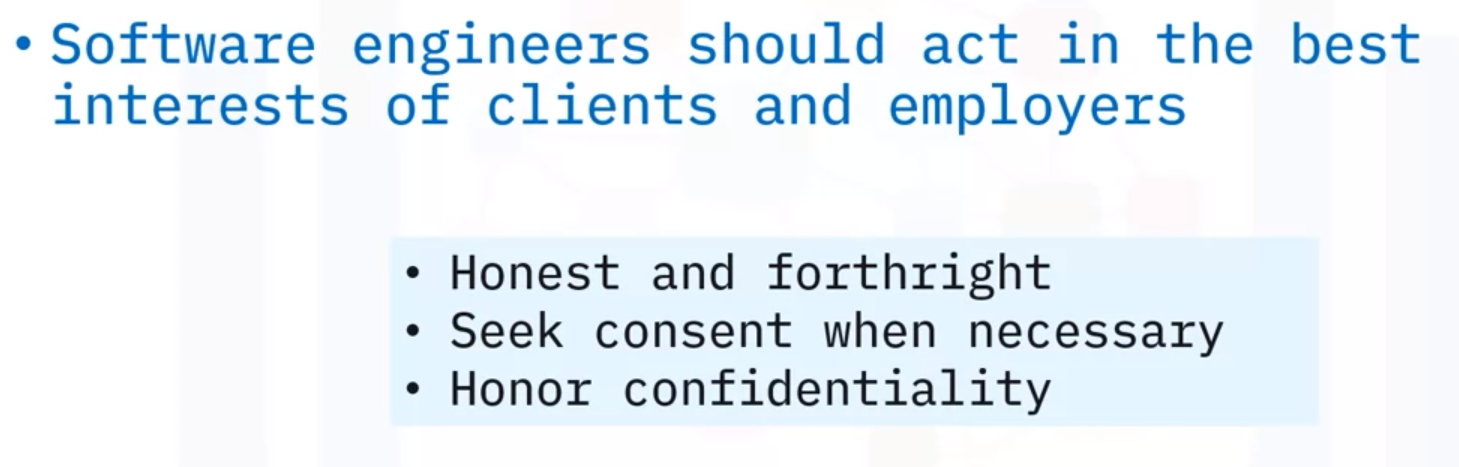 • Software engineers should act in the best
interests of clients and employers
• Honest and forthright
• Seek consent when necessary
• Honor confidentiality